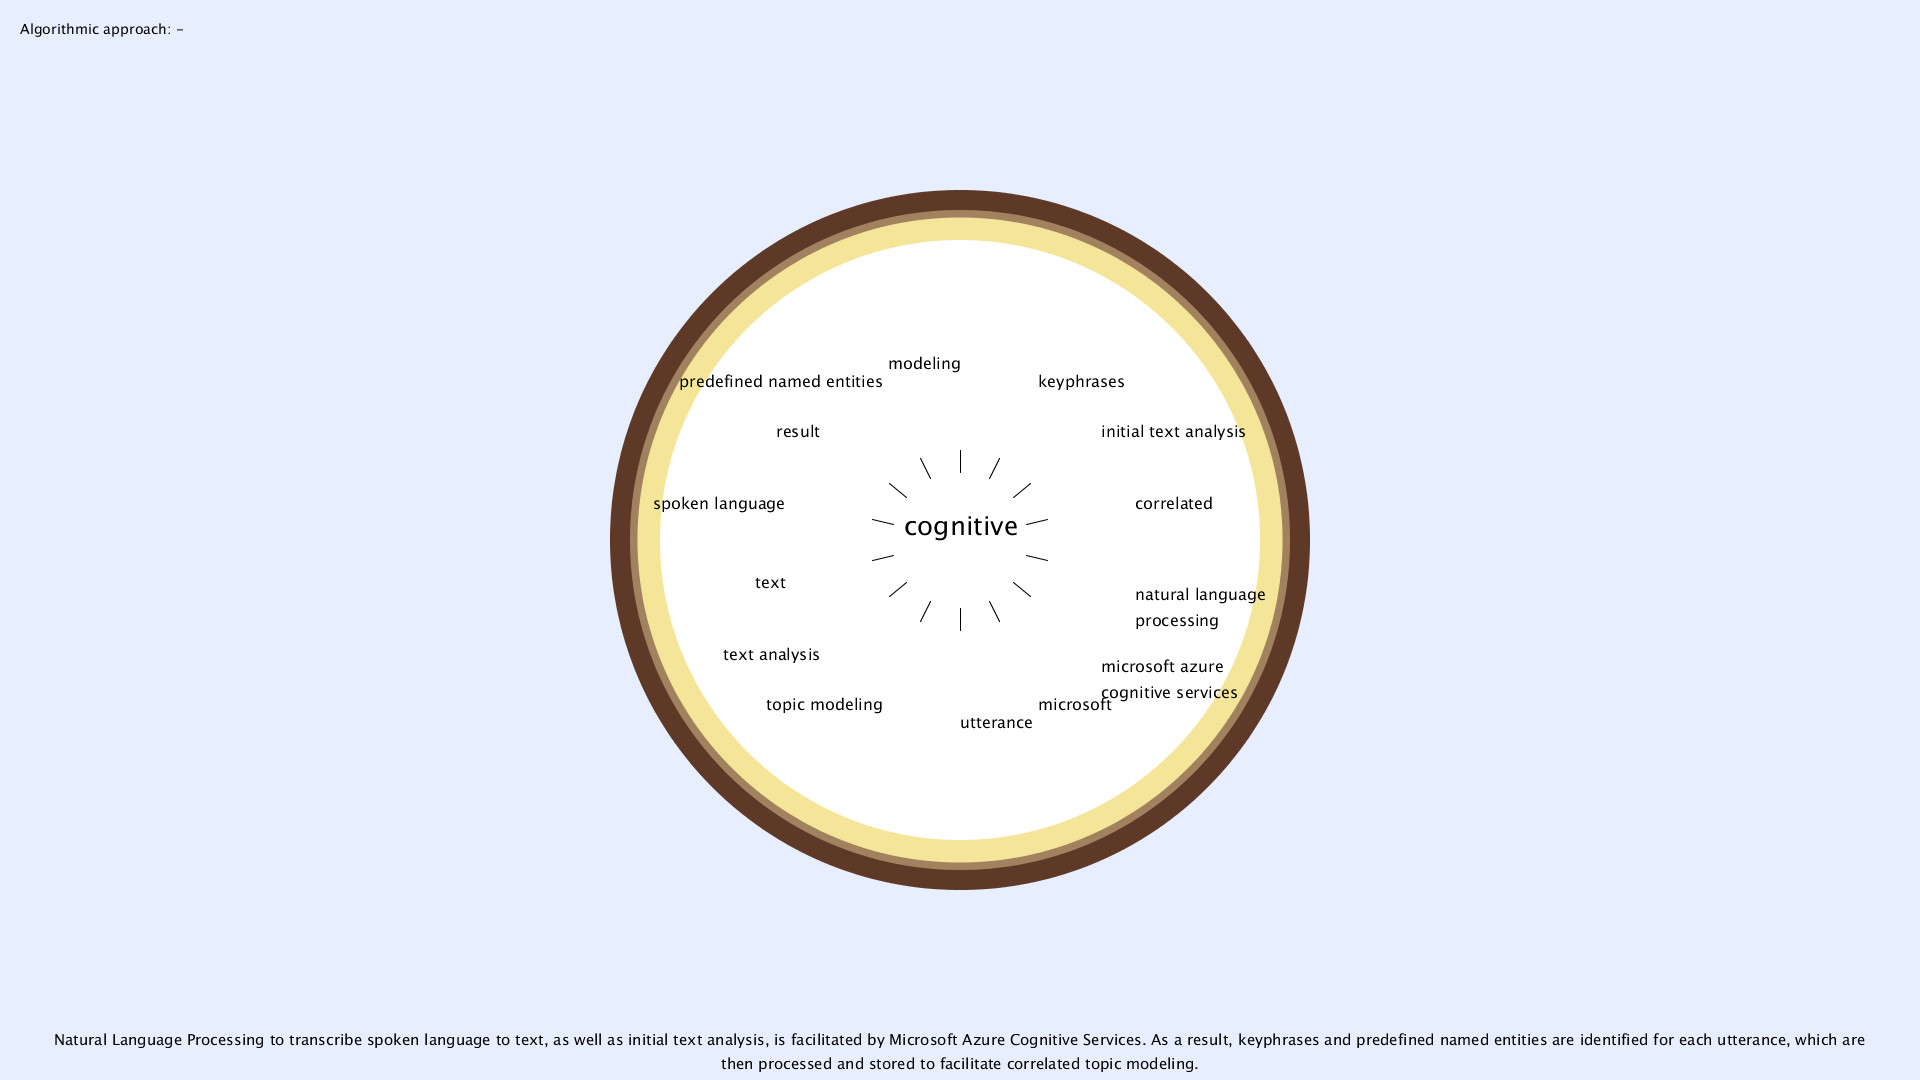 Algorithmic approach: –
modeling
predefined named entities
keyphrases
result
initial text analysis
spoken language
correlated
cognitive
text
natural language
processing
text analysis
microsoft azure
cognitive services
topic modeling
microsoft
utterance
Natural Language Processing to transcribe spoken language to text, as well as initial text analysis, is facilitated by Microsoft Azure Cognitive Services. As a result, keyphrases and predefined named entities are identified for each utterance, which are
then processed and stored to facilitate correlated topic modeling.